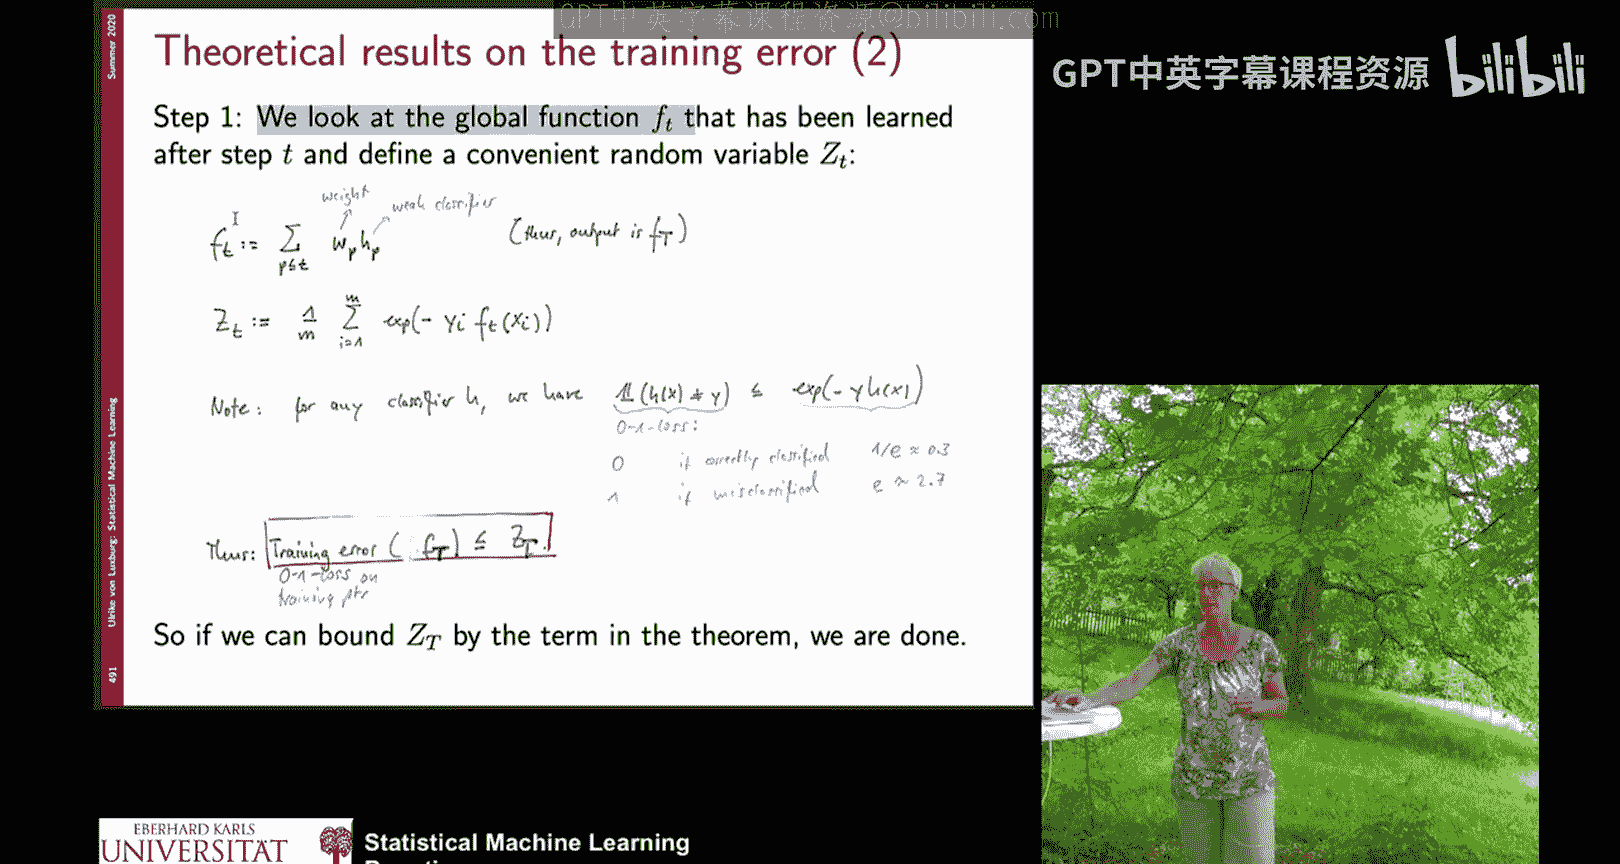 GPT中英字幕课程资源@bilibili.com
GPT中英字幕课程资源 bilibili
Summer 2020
Ulrike von Luxburg: Statistical Machine Learning
491
Theoretical results on the training error (2)
Step 1: We look at the global function f_t that has been learned
after step t and define a convenient random variable Z_t:
weight
weak classifier
f_t := ∑_{p≤t} w_p h_p (thus, output is f_T)
Z_t := 1/m ∑_{i=1}^{m} exp(- y_i f_t(x_i))
Note: for any classifier h, we have 𝟙(h(x) ≠ y) ≤ exp(- y h(x))
0-1-loss:
0 if correctly classified 1/e ≈ 0.3
1 if misclassified e ≈ 2.7
Thus: Training error (f_T) ≤ Z_T.
0-1-loss on
training pts
So if we can bound Z_T by the term in the theorem, we are done.
EBERHARD KARLS
UNIVERSITÄT
Statistical Machine Learning